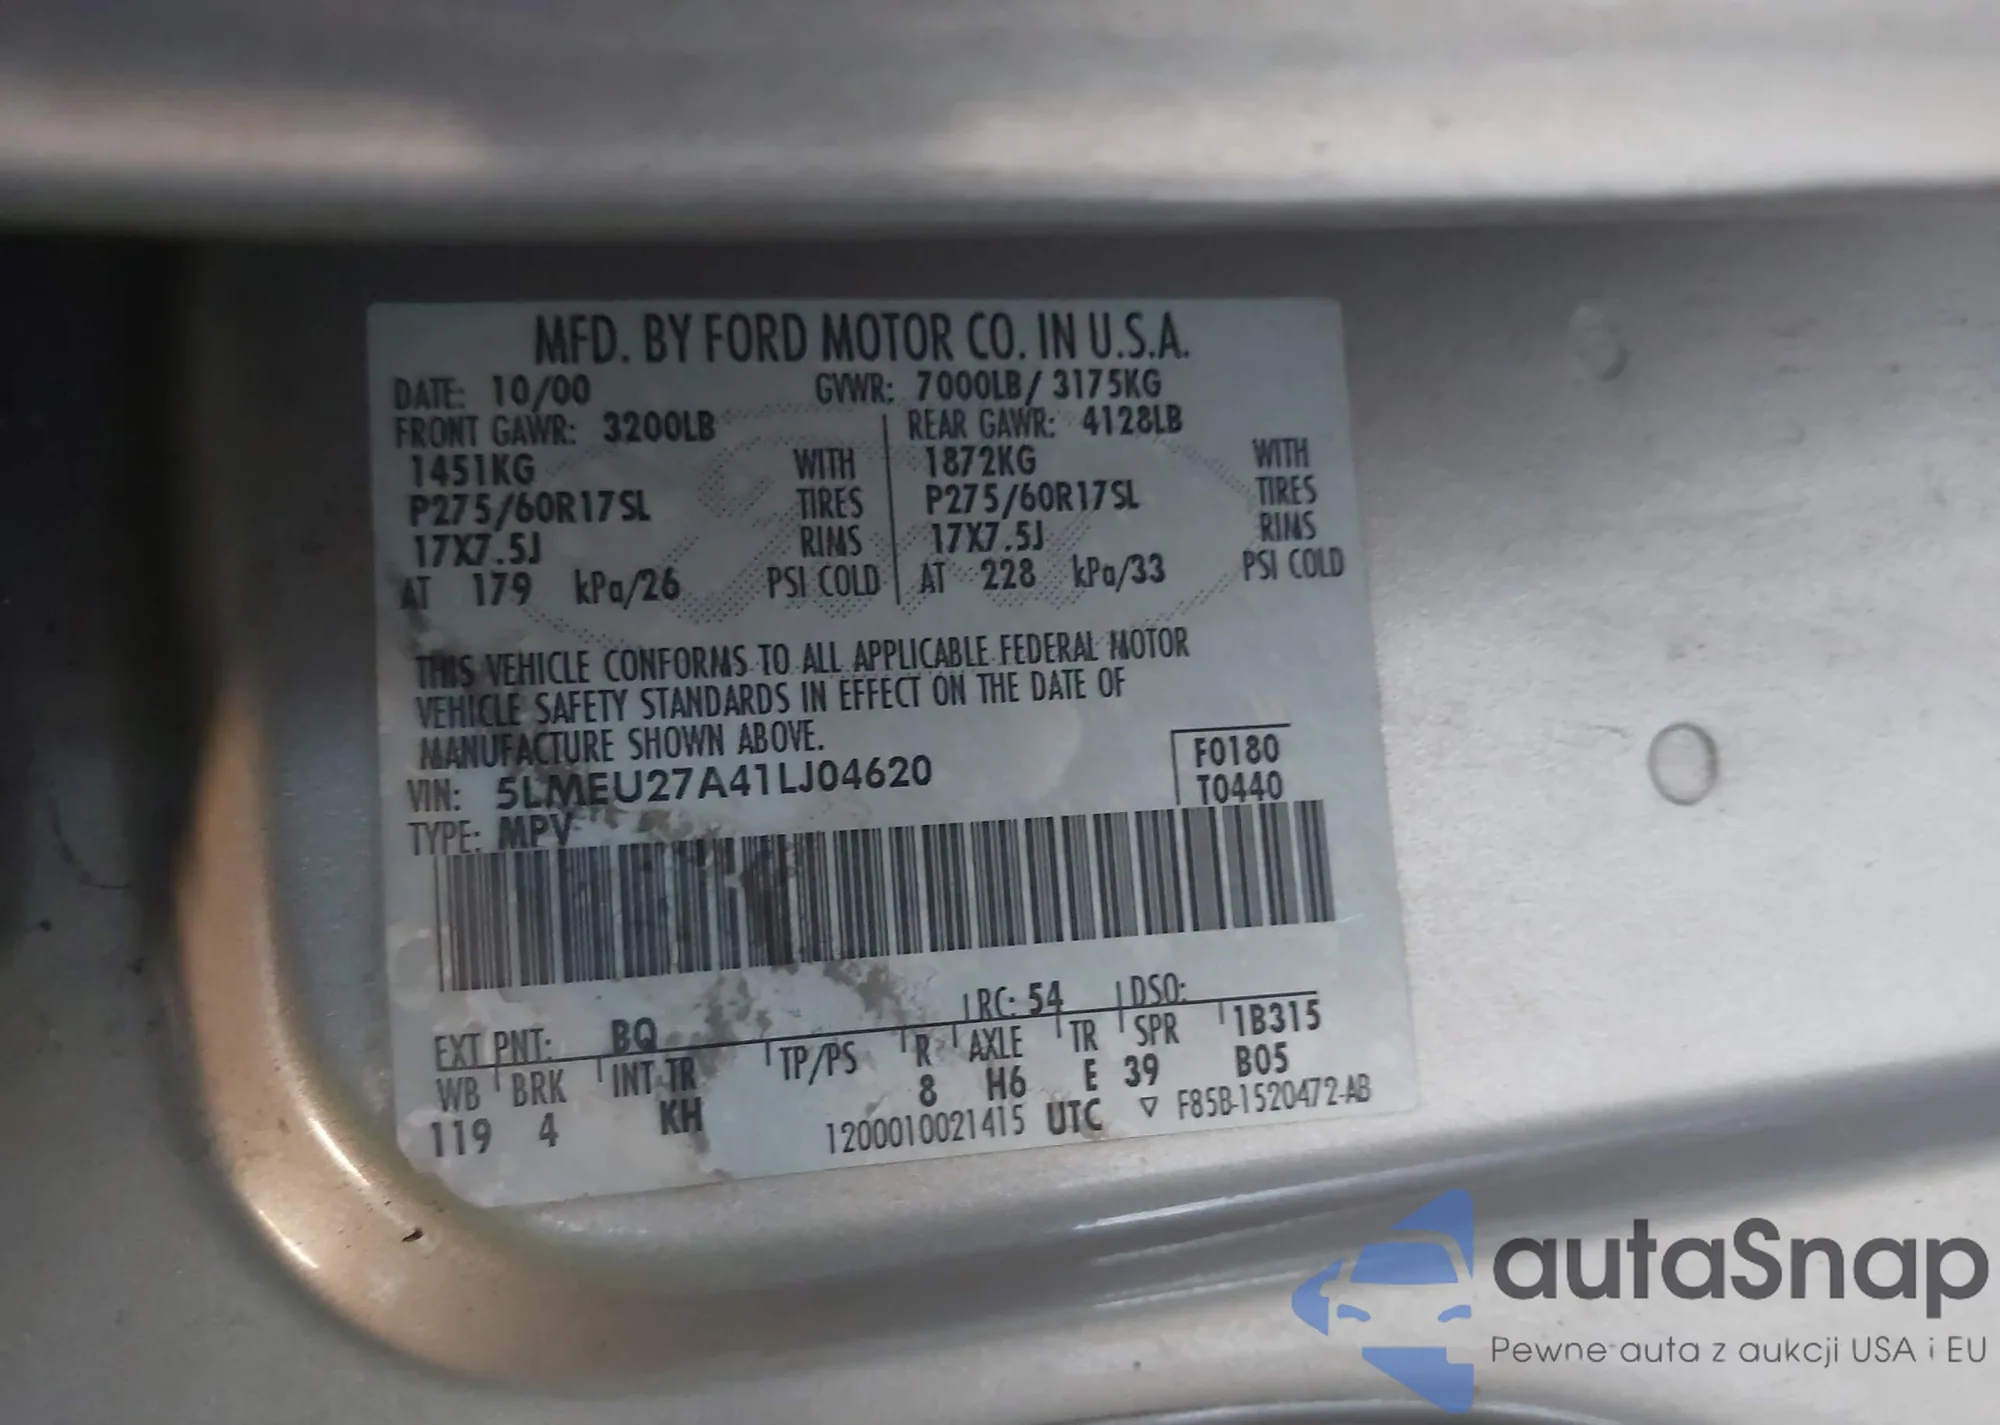 MFD. BY FORD MOTOR CO. IN U.S.A.
DATE: 10/00 GVWR: 7000LB/ 3175KG
FRONT GAWR: 3200LB REAR GAWR: 4128LB
1451KG WITH 1872KG WITH
P275/60R17SL TIRES P275/60R17SL TIRES
17X7.5J RIMS 17X7.5J RIMS
AT 179 kPa/26 PSI COLD AT 228 kPa/33 PSI COLD
THIS VEHICLE CONFORMS TO ALL APPLICABLE FEDERAL MOTOR
VEHICLE SAFETY STANDARDS IN EFFECT ON THE DATE OF
MANUFACTURE SHOWN ABOVE.
F0180
VIN: 5LMEU27A41LJ04620
T0440
TYPE: MPV
EXT PNT: BQ RC: 54 DSO:
WB BRK INT TR TP/PS R AXLE TR SPR 1B315
119 4 KH 8 H6 E 39 B05
1200010021415 UTC ▽ F85B-1520472-AB
autaSnap
Pewne auta z aukcji USA i EU